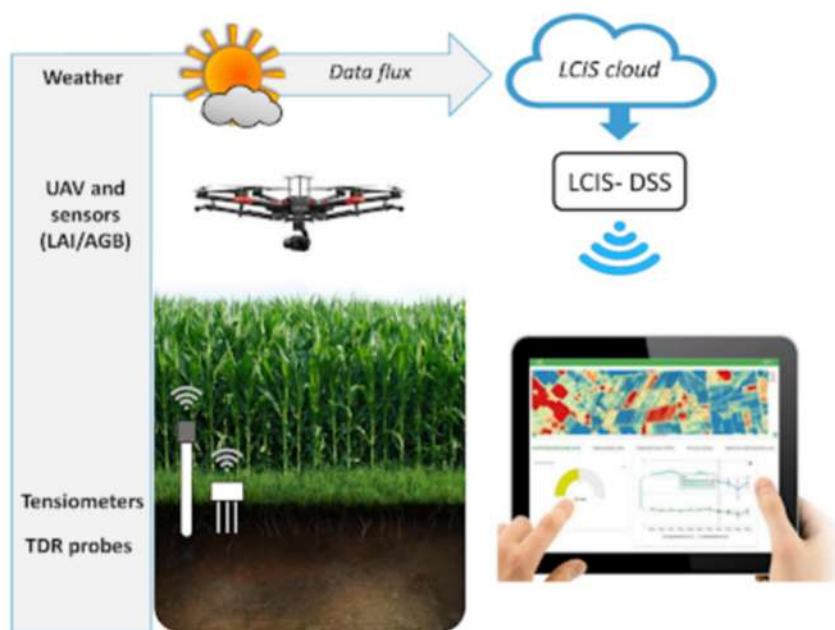 Weather
Data flux
LCIS cloud
UAV and
sensors
(LAI/AGB)
LCIS- DSS
Tensiometers
TDR probes